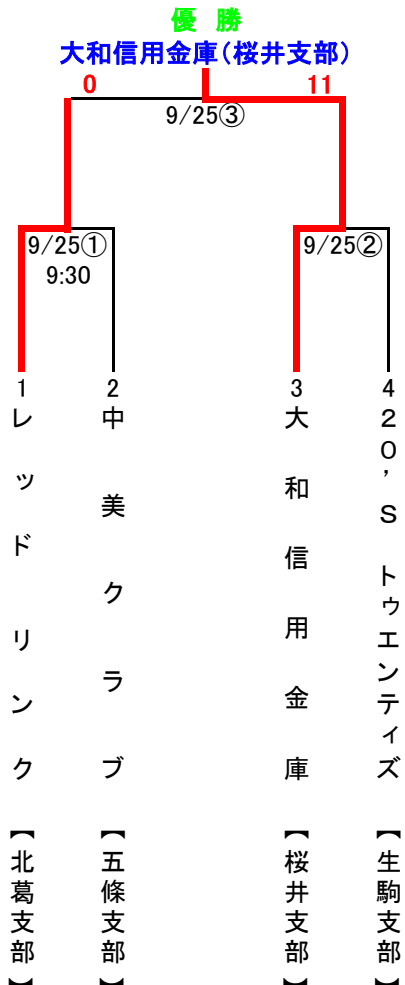 優 勝
大和信用金庫(桜井支部)
0
11
9/25③
9/25①
9:30
9/25②
1
レッドリンク
【北葛支部】
2
中美クラブ
【五條支部】
3
大和信用金庫
【桜井支部】
4
20’S トゥエンティズ
【生駒支部】